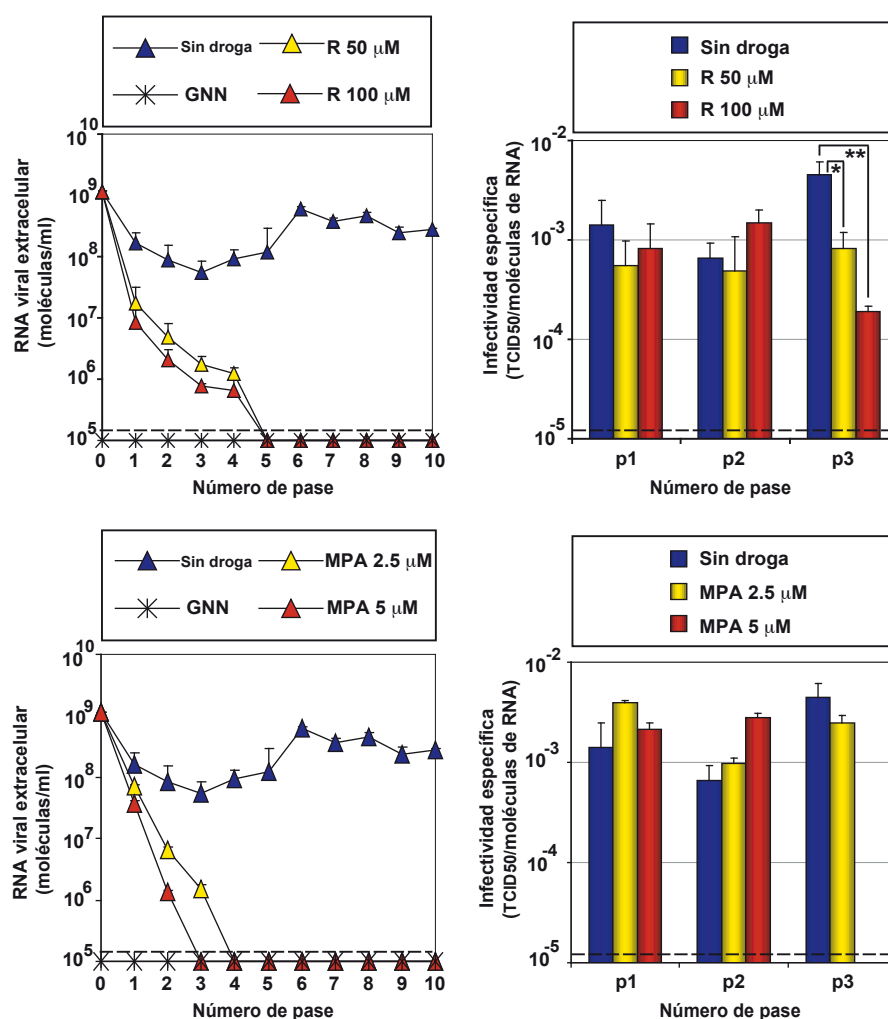 Sin droga
R 50 μM
GNN
R 100 μM
10^10
10^9
10^8
10^7
10^6
10^5
RNA viral extracelular
(moléculas/ml)
0 1 2 3 4 5 6 7 8 9 10
Número de pase
Sin droga
R 50 μM
R 100 μM
10^-2
10^-3
10^-4
10^-5
Infectividad específica
(TCID50/moléculas de RNA)
*
**
p1 p2 p3
Número de pase
Sin droga
MPA 2.5 μM
GNN
MPA 5 μM
10^10
10^9
10^8
10^7
10^6
10^5
RNA viral extracelular
(moléculas/ml)
0 1 2 3 4 5 6 7 8 9 10
Número de pase
Sin droga
MPA 2.5 μM
MPA 5 μM
10^-2
10^-3
10^-4
10^-5
Infectividad específica
(TCID50/moléculas de RNA)
p1 p2 p3
Número de pase